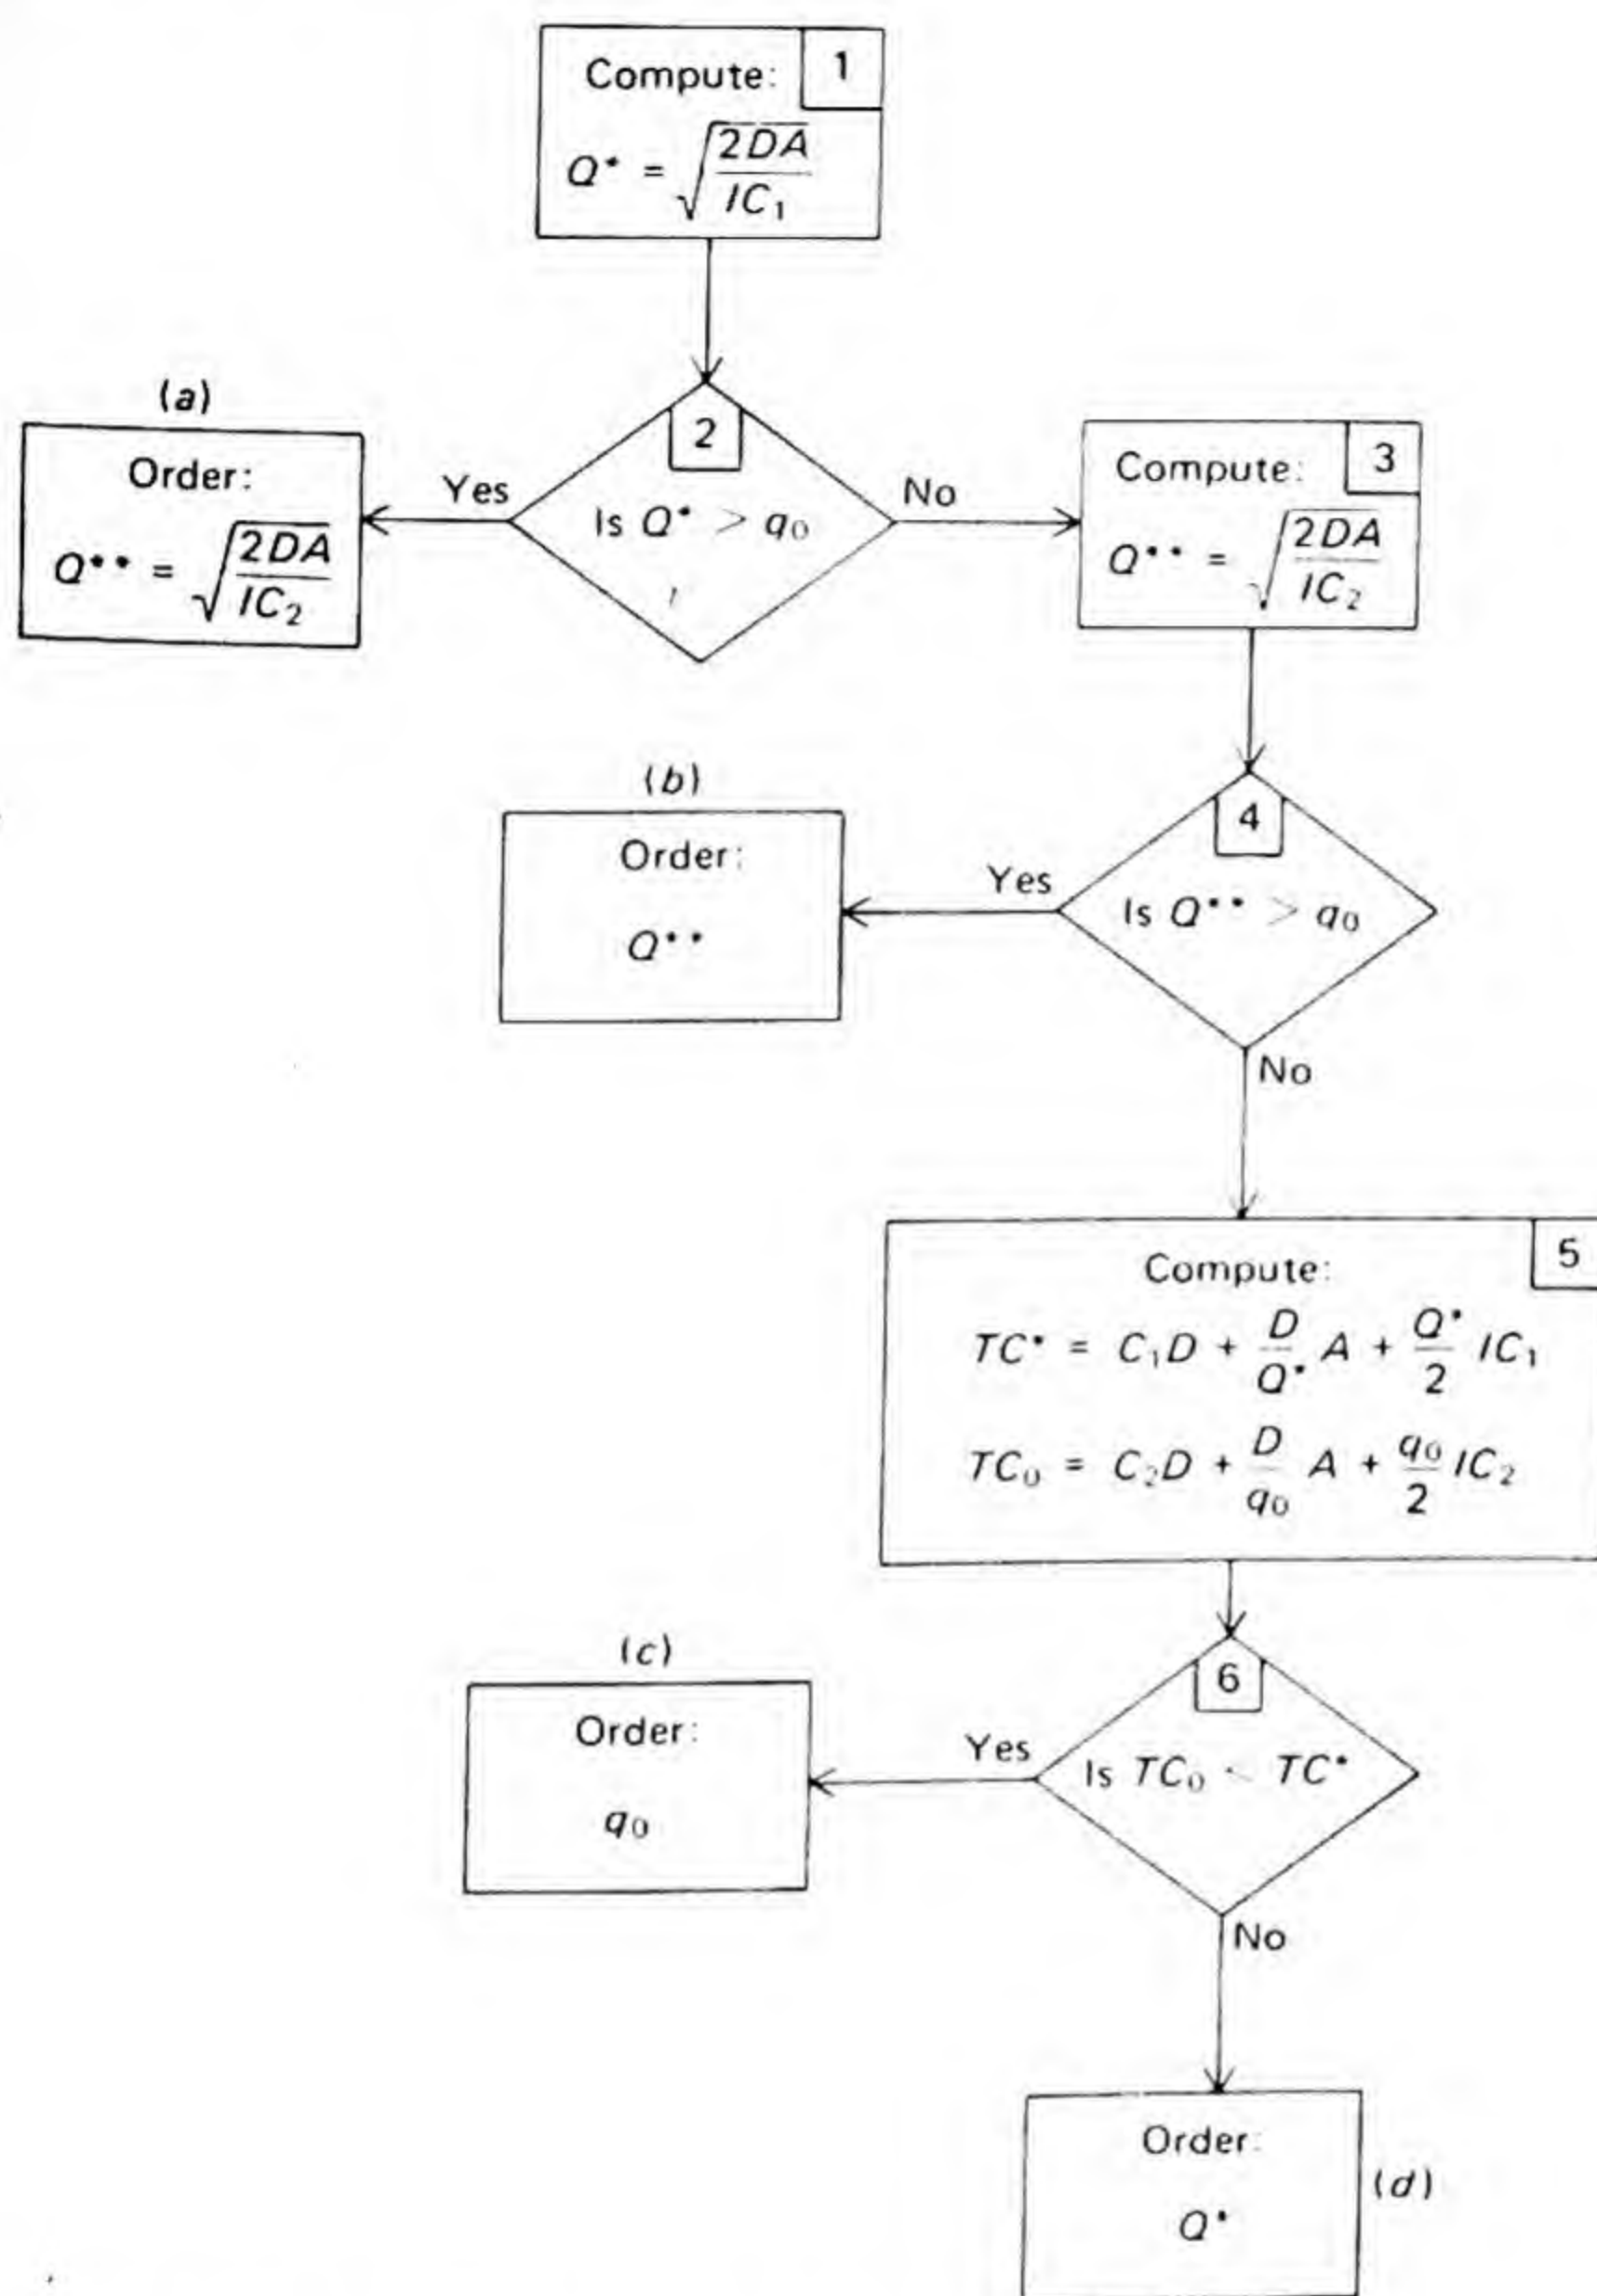 Compute: 1
Q* = √(2DA / IC₁)
2
Is Q* > q₀
Yes
No
(a)
Order:
Q** = √(2DA / IC₂)
Compute: 3
Q** = √(2DA / IC₂)
4
Is Q** > q₀
Yes
No
(b)
Order:
Q**
5
Compute:
TC* = C₁D + D/Q* A + Q*/2 IC₁
TC₀ = C₂D + D/q₀ A + q₀/2 IC₂
6
Is TC₀ < TC*
Yes
No
(c)
Order:
q₀
Order:
Q*
(d)